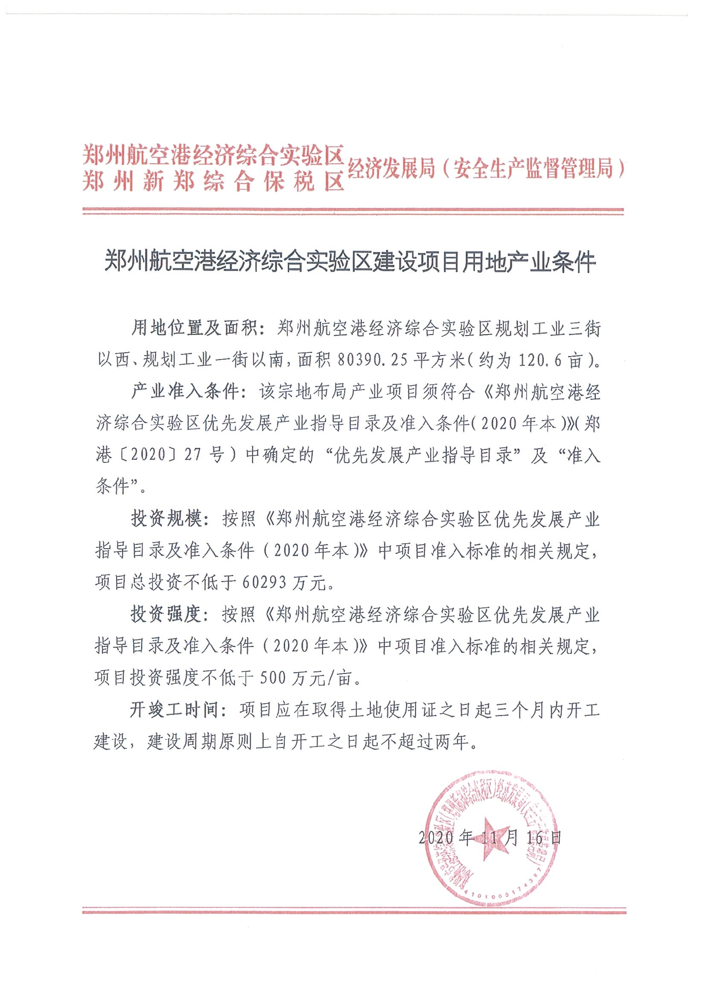 郑州航空港经济综合实验区
郑州新郑综合保税区
经济发展局（安全生产监督管理局）
郑州航空港经济综合实验区建设项目用地产业条件
用地位置及面积：郑州航空港经济综合实验区规划工业三街
以西、规划工业一街以南，面积80390.25平方米（约为120.6亩）。
产业准入条件：该宗地布局产业项目须符合《郑州航空港经
济综合实验区优先发展产业指导目录及准入条件（2020年本）》（郑
港〔2020〕27号）中确定的“优先发展产业指导目录”及“准入
条件”。
投资规模：按照《郑州航空港经济综合实验区优先发展产业
指导目录及准入条件（2020年本）》中项目准入标准的相关规定，
项目总投资不低于60293万元。
投资强度：按照《郑州航空港经济综合实验区优先发展产业
指导目录及准入条件（2020年本）》中项目准入标准的相关规定，
项目投资强度不低于500万元/亩。
开竣工时间：项目应在取得土地使用证之日起三个月内开工
建设，建设周期原则上自开工之日起不超过两年。
2020年11月16日
4101000174387